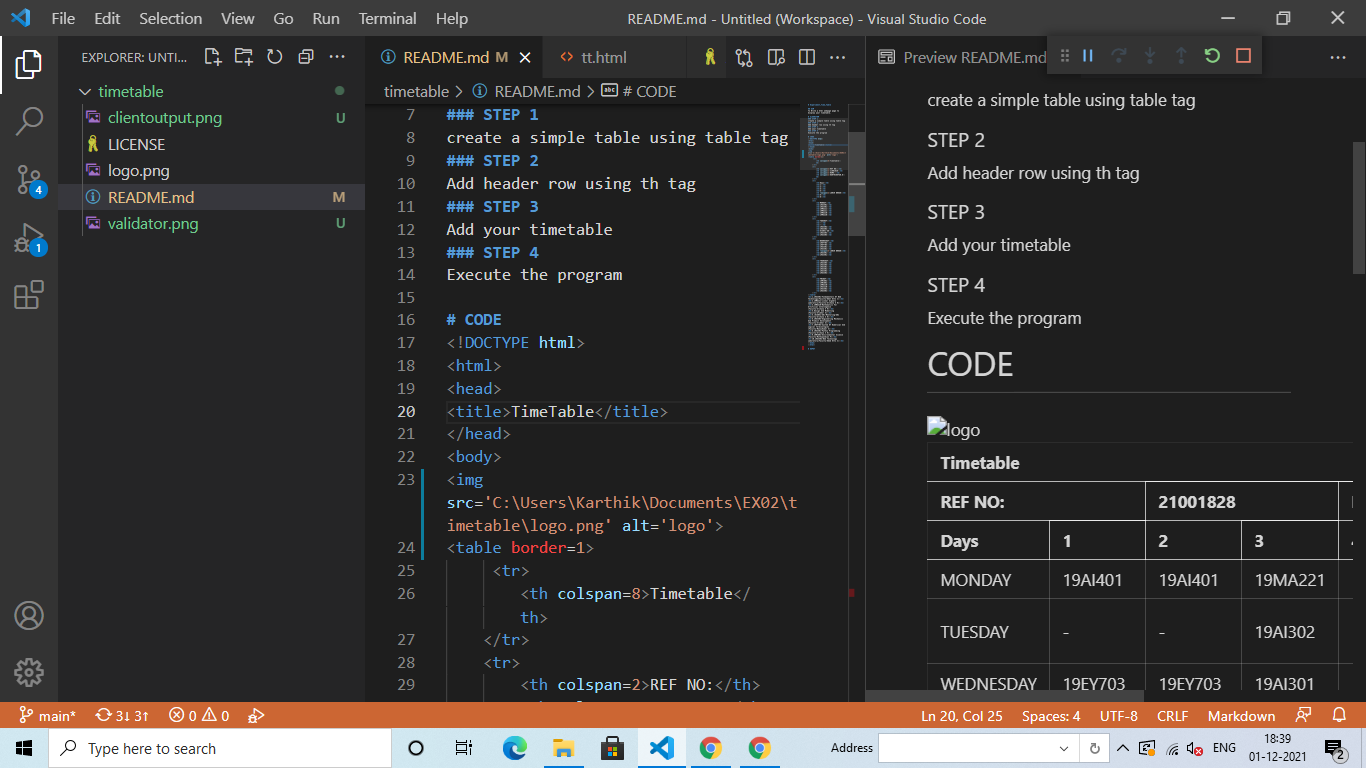 File Edit Selection View Go Run Terminal Help
README.md - Untitled (Workspace) - Visual Studio Code
EXPLORER: UNTI...
timetable
clientoutput.png U
LICENSE
logo.png
README.md M
validator.png U
4
1
README.md M
tt.html
timetable > README.md > # CODE
7 ### STEP 1
8 create a simple table using table tag
9 ### STEP 2
10 Add header row using th tag
11 ### STEP 3
12 Add your timetable
13 ### STEP 4
14 Execute the program
15
16 # CODE
17 <!DOCTYPE html>
18 <html>
19 <head>
20 <title>TimeTable</title>
21 </head>
22 <body>
23 <img
src='C:\Users\Karthik\Documents\EX02\t
imetable\logo.png' alt='logo'>
24 <table border=1>
25 <tr>
26 <th colspan=8>Timetable</
th>
27 </tr>
28 <tr>
29 <th colspan=2>REF NO:</th>
Preview README.md
create a simple table using table tag
STEP 2
Add header row using th tag
STEP 3
Add your timetable
STEP 4
Execute the program
CODE
logo
Timetable
REF NO: 21001828
Days 1 2 3
MONDAY 19AI401 19AI401 19MA221
TUESDAY - - 19AI302
WEDNESDAY 19EY703 19EY703 19AI301
main* 3↓ 3↑ 0 0
Ln 20, Col 25 Spaces: 4 UTF-8 CRLF Markdown
Type here to search
Address
ENG
18:39
01-12-2021
2